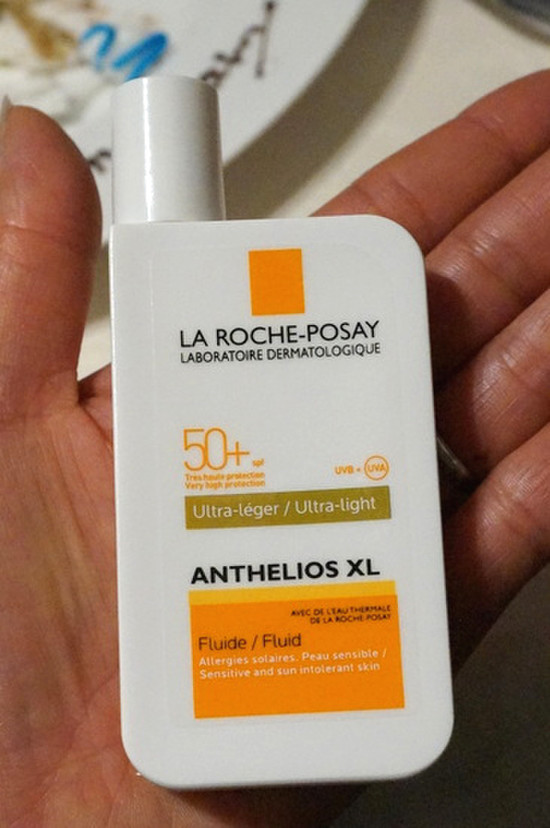 LA ROCHE-POSAY
LABORATOIRE DERMATOLOGIQUE
50+ spf
Très haute protection
Very high protection
UVB + UVA
Ultra-léger / Ultra-light
ANTHELIOS XL
AVEC DE L'EAU THERMALE
DE LA ROCHE-POSAY
Fluide / Fluid
Allergies solaires. Peau sensible /
Sensitive and sun intolerant skin